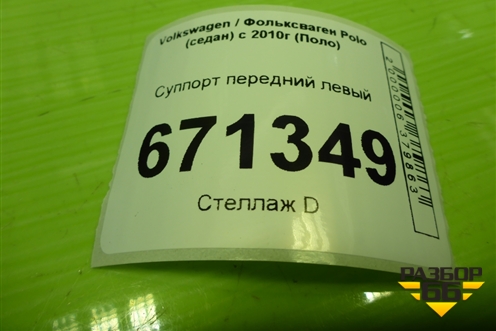 Volkswagen / Фольксваген Polo
(седан) с 2010г (Поло)
Суппорт передний левый
671349
Стеллаж D
2000006379863
РАЗБОР
66